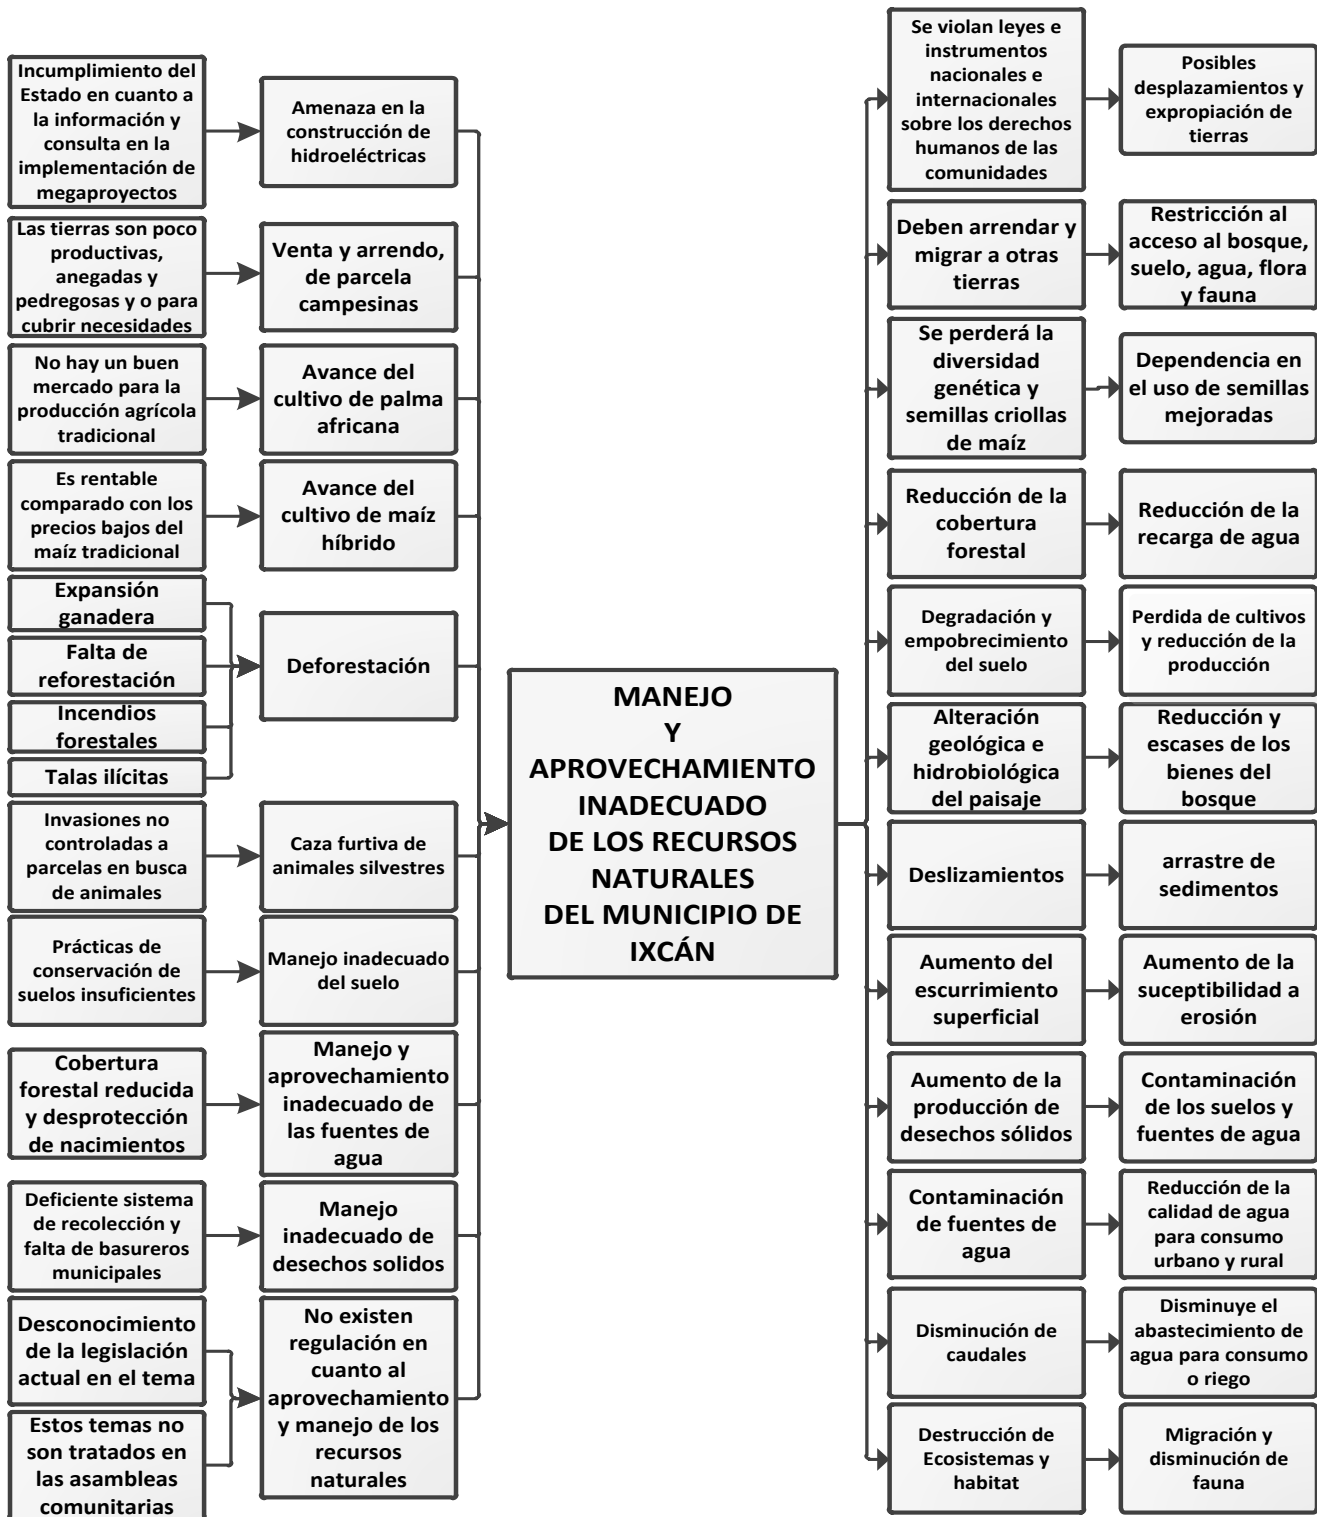 Incumplimiento del
Estado en cuanto a
la información y
consulta en la
implementación de
megaproyectos
Amenaza en la
construcción de
hidroeléctricas
Las tierras son poco
productivas,
anegadas y
pedregosas y o para
cubrir necesidades
Venta y arrendo,
de parcela
campesinas
No hay un buen
mercado para la
producción agrícola
tradicional
Avance del
cultivo de palma
africana
Es rentable
comparado con los
precios bajos del
maíz tradicional
Avance del
cultivo de maíz
híbrido
Expansión
ganadera
Falta de
reforestación
Incendios
forestales
Talas ilícitas
Deforestación
Invasiones no
controladas a
parcelas en busca
de animales
Caza furtiva de
animales silvestres
Prácticas de
conservación de
suelos insuficientes
Manejo inadecuado
del suelo
Cobertura
forestal reducida
y desprotección
de nacimientos
Manejo y
aprovechamiento
inadecuado de
las fuentes de
agua
Deficiente sistema
de recolección y
falta de basureros
municipales
Manejo
inadecuado de
desechos solidos
Desconocimiento
de la legislación
actual en el tema
Estos temas no
son tratados en
las asambleas
comunitarias
No existen
regulación en
cuanto al
aprovechamiento
y manejo de los
recursos
naturales
MANEJO
Y
APROVECHAMIENTO
INADECUADO
DE LOS RECURSOS
NATURALES
DEL MUNICIPIO DE
IXCÁN
Se violan leyes e
instrumentos
nacionales e
internacionales
sobre los derechos
humanos de las
comunidades
Posibles
desplazamientos y
expropiación de
tierras
Deben arrendar y
migrar a otras
tierras
Restricción al
acceso al bosque,
suelo, agua, flora
y fauna
Se perderá la
diversidad
genética y
semillas criollas
de maíz
Dependencia en
el uso de semillas
mejoradas
Reducción de la
cobertura
forestal
Reducción de la
recarga de agua
Degradación y
empobrecimiento
del suelo
Perdida de cultivos
y reducción de la
producción
Alteración
geológica e
hidrobiológica
del paisaje
Reducción y
escases de los
bienes del
bosque
Deslizamientos
arrastre de
sedimentos
Aumento del
escurrimiento
superficial
Aumento de la
suceptibilidad a
erosión
Aumento de la
producción de
desechos sólidos
Contaminación
de los suelos y
fuentes de agua
Contaminación
de fuentes de
agua
Reducción de la
calidad de agua
para consumo
urbano y rural
Disminución de
caudales
Disminuye el
abastecimiento de
agua para consumo
o riego
Destrucción de
Ecosistemas y
habitat
Migración y
disminución de
fauna